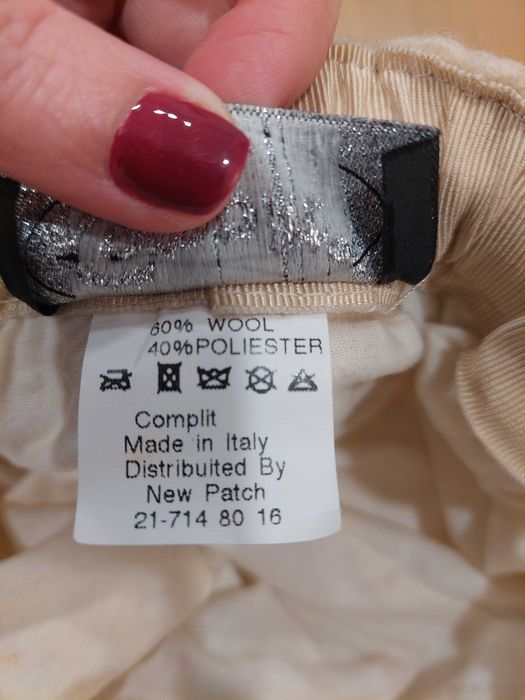 60% WOOL
40%POLIESTER
Complit
Made in Italy
Distribuited By
New Patch
21-714 80 16